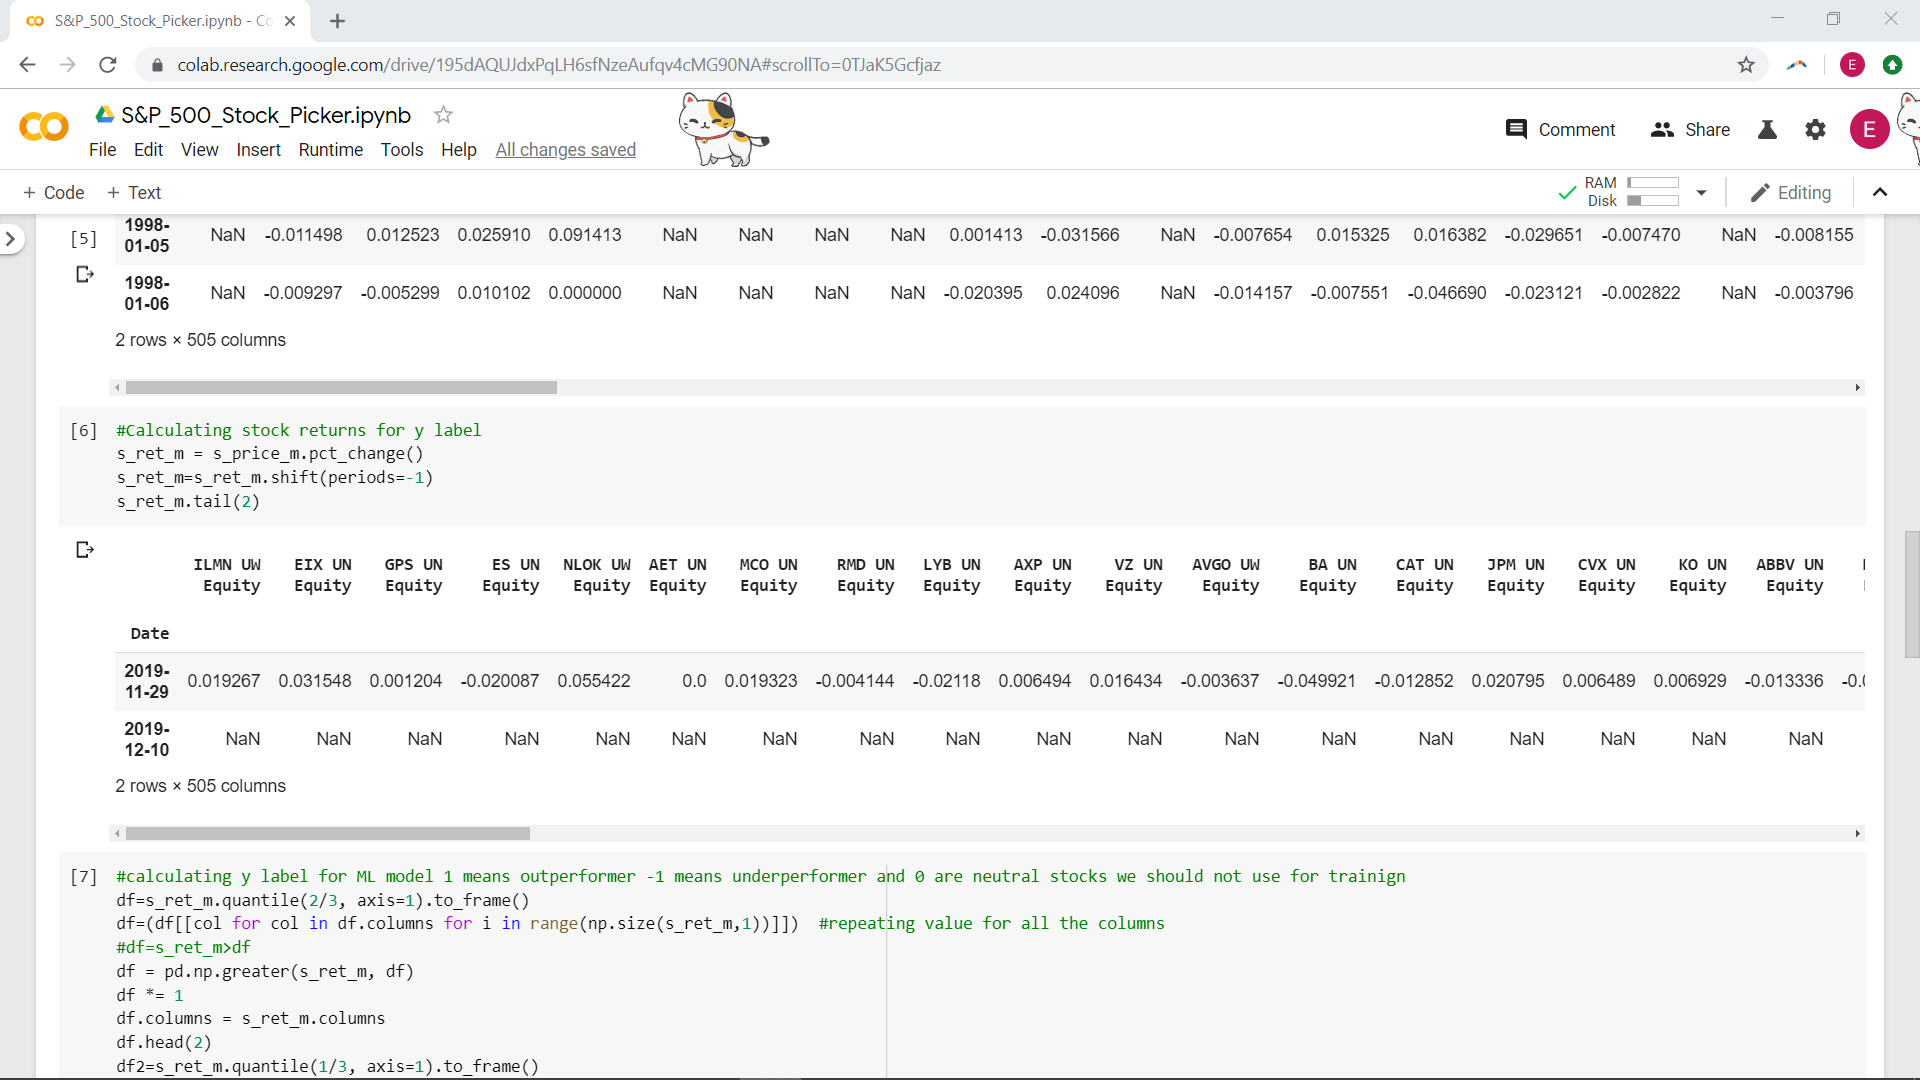 S&P_500_Stock_Picker.ipynb - Co
colab.research.google.com/drive/195dAQUJdxPqLH6sfNzeAufqv4cMG90NA#scrollTo=0TJaK5Gcfjaz
E
S&P_500_Stock_Picker.ipynb
Comment Share E
File Edit View Insert Runtime Tools Help All changes saved
+ Code + Text RAM Disk Editing
[5] 1998-01-05 NaN -0.011498 0.012523 0.025910 0.091413 NaN NaN NaN NaN 0.001413 -0.031566 NaN -0.007654 0.015325 0.016382 -0.029651 -0.007470 NaN -0.008155
1998-01-06 NaN -0.009297 -0.005299 0.010102 0.000000 NaN NaN NaN NaN -0.020395 0.024096 NaN -0.014157 -0.007551 -0.046690 -0.023121 -0.002822 NaN -0.003796
2 rows × 505 columns
[6] #Calculating stock returns for y label
s_ret_m = s_price_m.pct_change()
s_ret_m=s_ret_m.shift(periods=-1)
s_ret_m.tail(2)
ILMN UW EIX UN GPS UN ES UN NLOK UW AET UN MCO UN RMD UN LYB UN AXP UN VZ UN AVGO UW BA UN CAT UN JPM UN CVX UN KO UN ABBV UN
Equity Equity Equity Equity Equity Equity Equity Equity Equity Equity Equity Equity Equity Equity Equity Equity Equity Equity
Date
2019-11-29 0.019267 0.031548 0.001204 -0.020087 0.055422 0.0 0.019323 -0.004144 -0.02118 0.006494 0.016434 -0.003637 -0.049921 -0.012852 0.020795 0.006489 0.006929 -0.013336 -0.0
2019-12-10 NaN NaN NaN NaN NaN NaN NaN NaN NaN NaN NaN NaN NaN NaN NaN NaN NaN NaN
2 rows × 505 columns
[7] #calculating y label for ML model 1 means outperformer -1 means underperformer and 0 are neutral stocks we should not use for trainign
df=s_ret_m.quantile(2/3, axis=1).to_frame()
df=(df[[col for col in df.columns for i in range(np.size(s_ret_m,1))]]) #repeating value for all the columns
#df=s_ret_m>df
df = pd.np.greater(s_ret_m, df)
df *= 1
df.columns = s_ret_m.columns
df.head(2)
df2=s_ret_m.quantile(1/3, axis=1).to_frame()